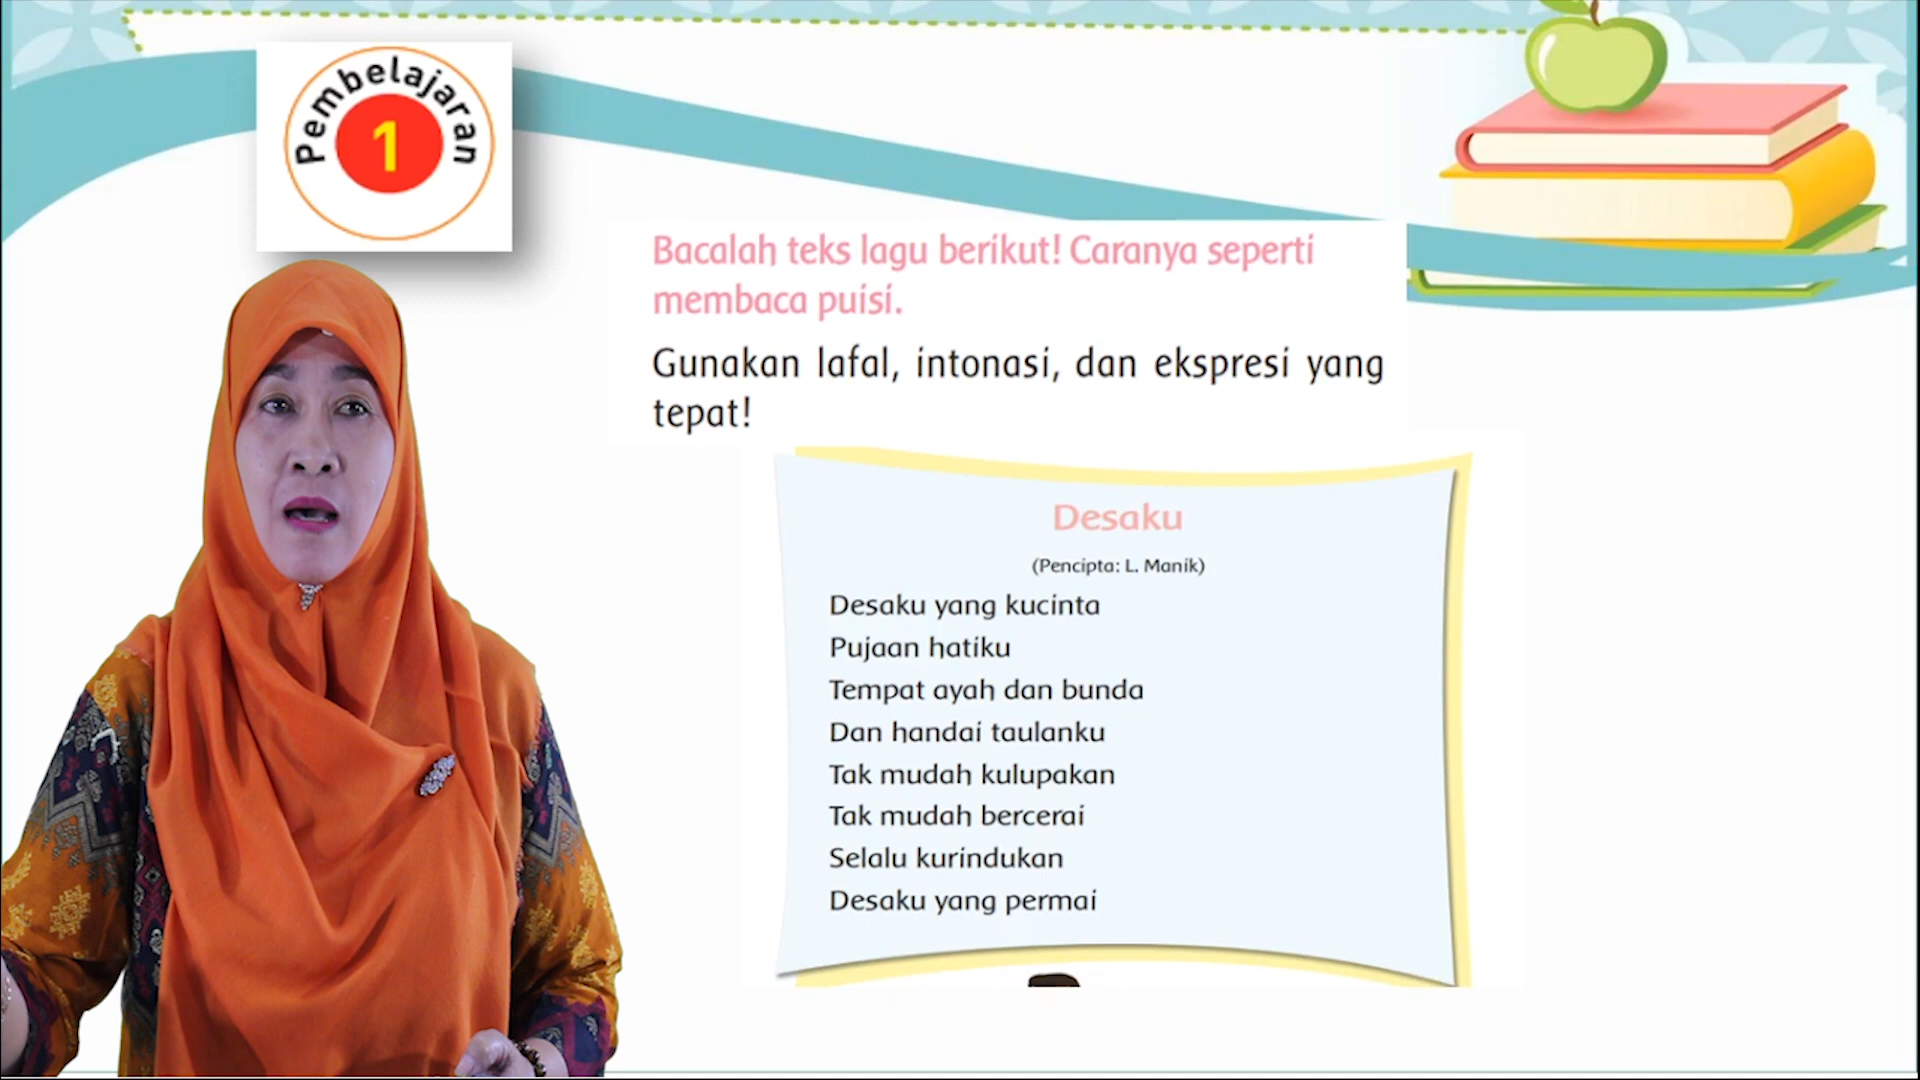 Pembelajaran
1
Bacalah teks lagu berikut! Caranya seperti
membaca puisi.
Gunakan lafal, intonasi, dan ekspresi yang
tepat!
Desaku
(Pencipta: L. Manik)
Desaku yang kucinta
Pujaan hatiku
Tempat ayah dan bunda
Dan handai taulanku
Tak mudah kulupakan
Tak mudah bercerai
Selalu kurindukan
Desaku yang permai